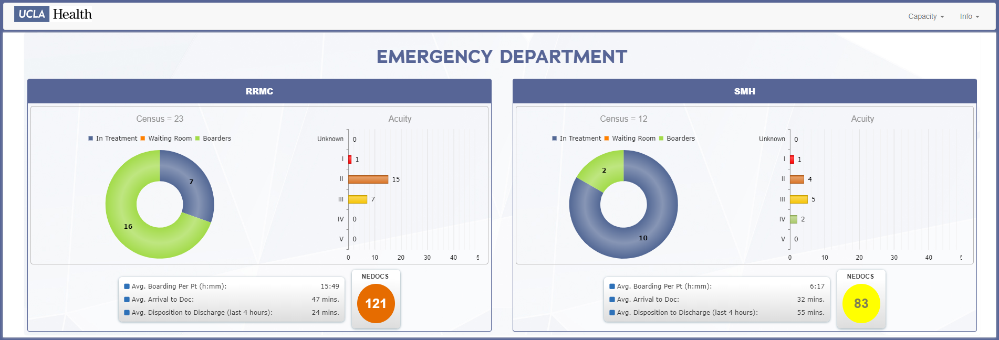 UCLA Health
Capacity
Info
EMERGENCY DEPARTMENT
RRMC
Census = 23
In Treatment Waiting Room Boarders
7
16
Acuity
Unknown 0
I 1
II 15
III 7
IV 0
V 0
0 10 20 30 40
Avg. Boarding Per Pt (h:mm): 15:49
Avg. Arrival to Doc: 47 mins.
Avg. Disposition to Discharge (last 4 hours): 24 mins.
NEDOCS
121
SMH
Census = 12
In Treatment Waiting Room Boarders
2
10
Acuity
Unknown 0
I 1
II 4
III 5
IV 2
V 0
0 10 20 30 40
Avg. Boarding Per Pt (h:mm): 6:17
Avg. Arrival to Doc: 32 mins.
Avg. Disposition to Discharge (last 4 hours): 55 mins.
NEDOCS
83